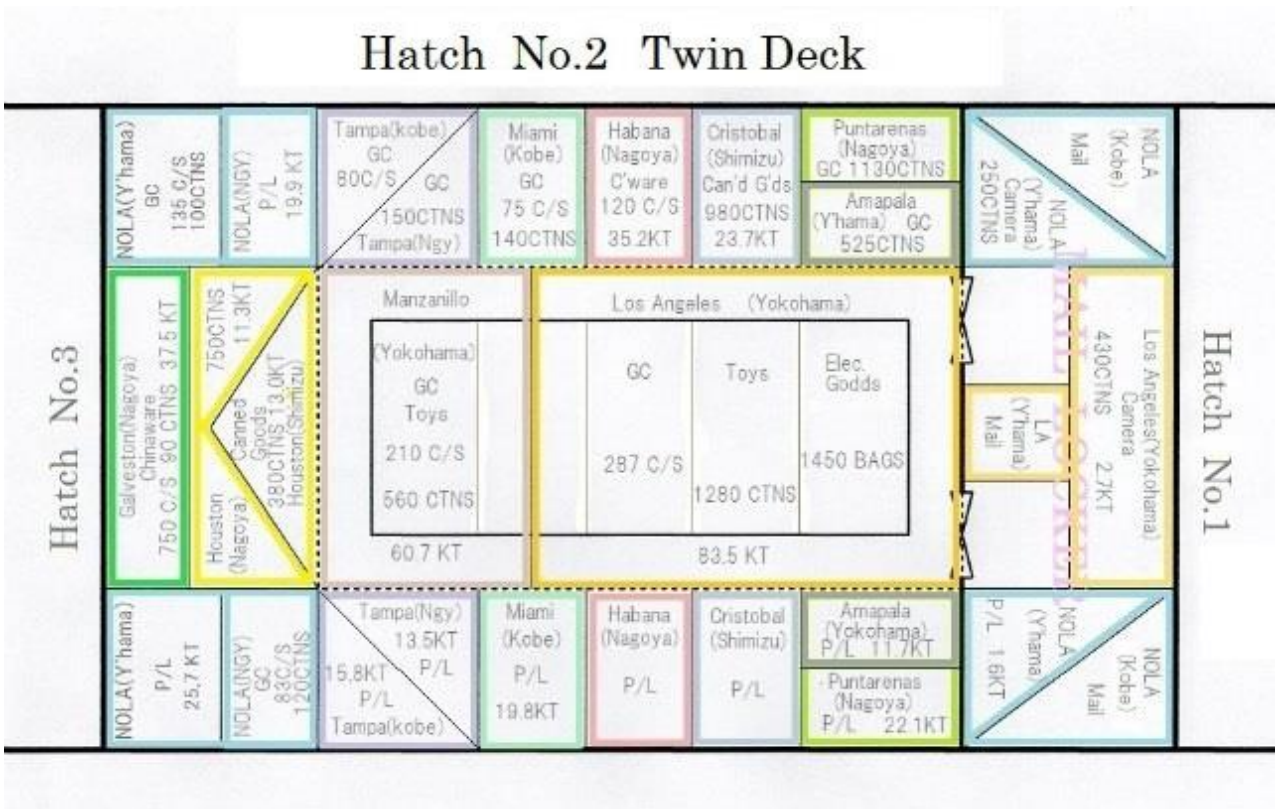 Hatch No.2 Twin Deck
Hatch No.3
NOLA(Y'hama)
GC
135 C/S
100CTNS
NOLA(NGY)
P/L
19.9 KT
Tampa(kobe)
GC
80C/S
GC
150CTNS
Tampa(Ngy)
Miami
(Kobe)
GC
75 C/S
140CTNS
Habana
(Nagoya)
C'ware
120 C/S
35.2KT
Cristobal
(Shimizu)
Can'd G'ds
980CTNS
23.7KT
Puntarenas
(Nagoya)
GC 1130CTNS
Amapala
(Y'hama) GC
525CTNS
NOLA
(Kobe)
Mail
NOLA
(Y'hama)
Camera
250CTNS
Galveston(Nagoya)
Chinaware
750 C/S 90 CTNS 37.5 KT
750CTNS
11.3KT
Houston
(Nagoya)
Canned
Goods
380CTNS 13.0KT
Houston(Shimizu)
Manzanillo
(Yokohama)
GC
Toys
210 C/S
560 CTNS
60.7 KT
Los Angeles (Yokohama)
GC
287 C/S
Toys
1280 CTNS
Elec.
Godds
1450 BAGS
83.5 KT
MAIL LOCKER
LA
(Y'hama)
Mail
Los Angeles(Yokohama)
Camera
430CTNS 2.7KT
Hatch No.1
NOLA(Y'hama)
P/L
25.7 KT
NOLA(NGY)
GC
83C/S
120CTNS
Tampa(Ngy)
13.5KT
P/L
15.8KT
P/L
Tampa(kobe)
Miami
(Kobe)
P/L
19.8KT
Habana
(Nagoya)
P/L
Cristobal
(Shimizu)
P/L
Amapala
(Yokohama)
P/L 11.7KT
Puntarenas
(Nagoya)
P/L 22.1KT
NOLA
(Y'hama)
P/L 1.6KT
NOLA
(Kobe)
Mail